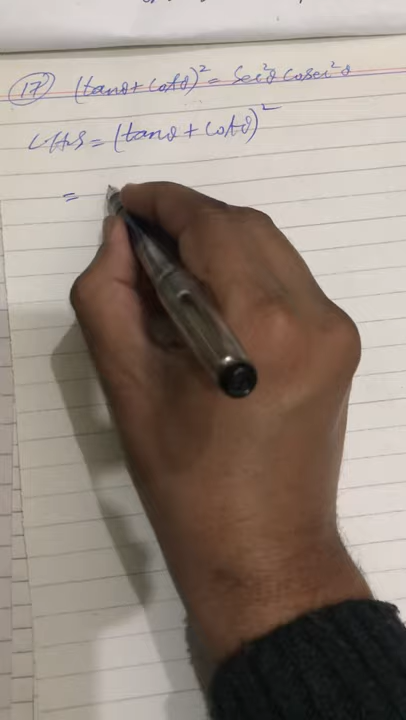 17 (tanθ + cotθ)² = Sec²θ Cosec²θ
LHS = (tanθ + cotθ)²
=